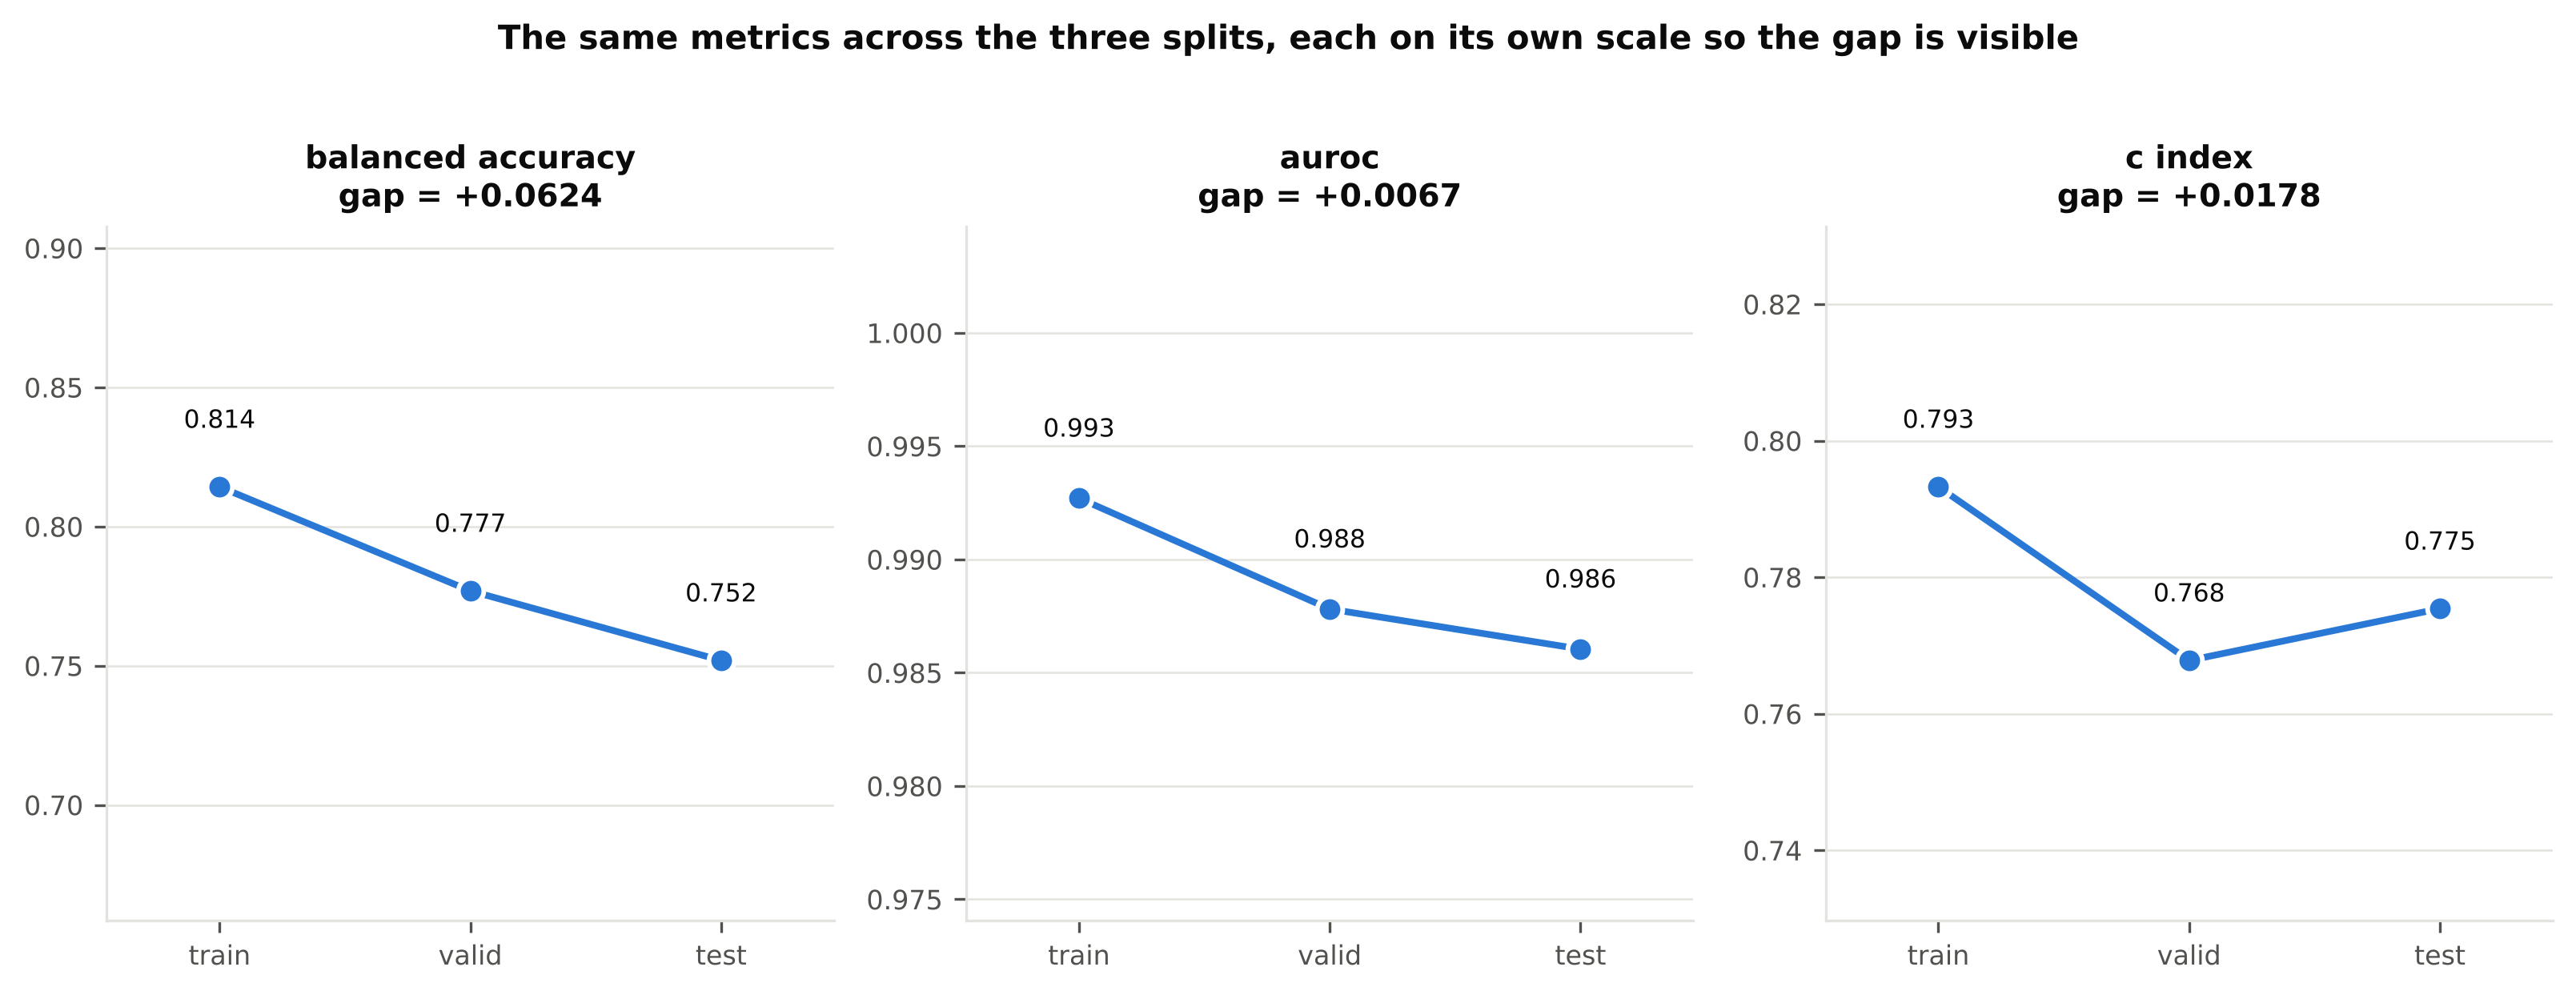 The same metrics across the three splits, each on its own scale so the gap is visible
balanced accuracy
gap = +0.0624
0.90
0.85
0.80
0.75
0.70
0.814
0.777
0.752
train
valid
test
auroc
gap = +0.0067
1.000
0.995
0.990
0.985
0.980
0.975
0.993
0.988
0.986
train
valid
test
c index
gap = +0.0178
0.82
0.80
0.78
0.76
0.74
0.793
0.768
0.775
train
valid
test